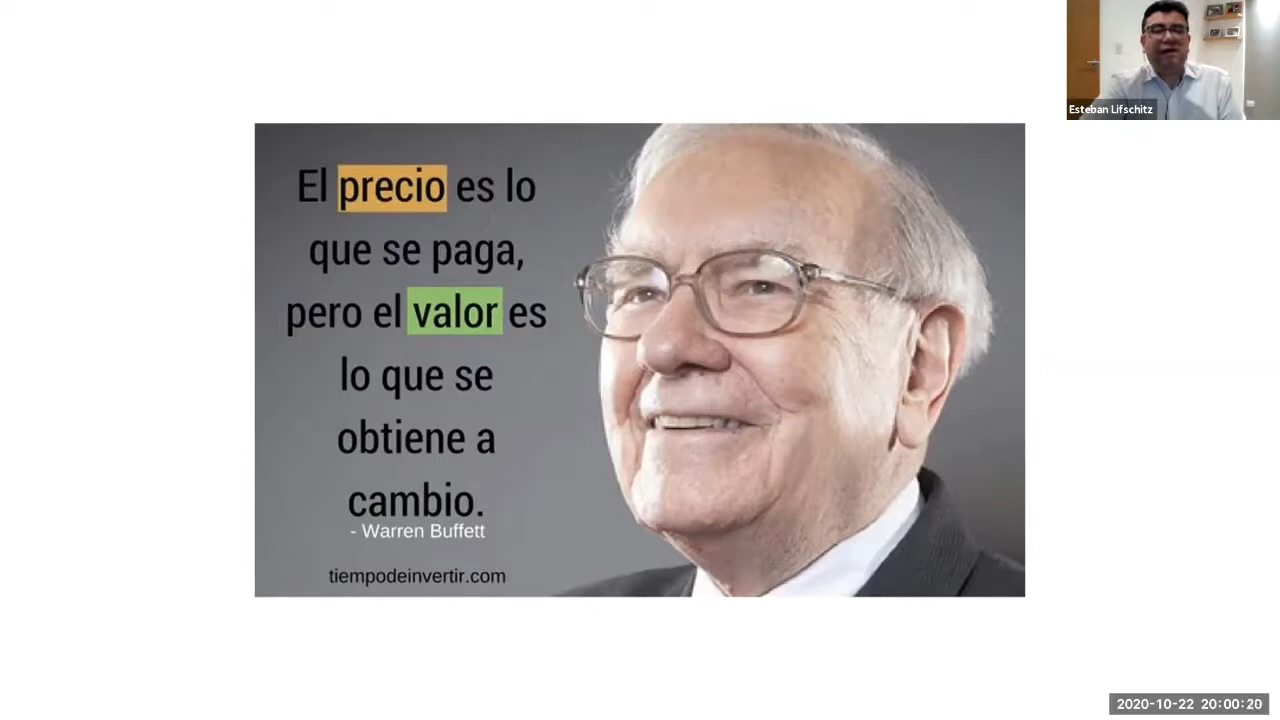 El precio es lo
que se paga,
pero el valor es
lo que se
obtiene a
cambio.
- Warren Buffett
tiempodeinvertir.com
Esteban Lifschitz
2020-10-22 20:00:20